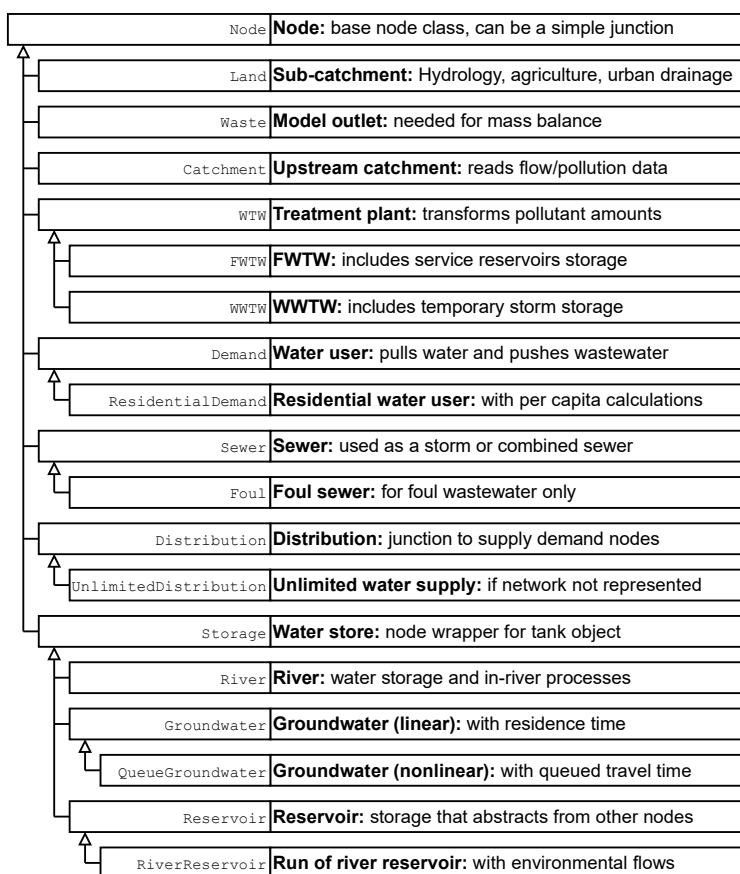 Node Node: base node class, can be a simple junction
Land Sub-catchment: Hydrology, agriculture, urban drainage
Waste Model outlet: needed for mass balance
Catchment Upstream catchment: reads flow/pollution data
WTW Treatment plant: transforms pollutant amounts
FWTW FWTW: includes service reservoirs storage
WWTW WWTW: includes temporary storm storage
Demand Water user: pulls water and pushes wastewater
ResidentialDemand Residential water user: with per capita calculations
Sewer Sewer: used as a storm or combined sewer
Foul Foul sewer: for foul wastewater only
Distribution Distribution: junction to supply demand nodes
UnlimitedDistribution Unlimited water supply: if network not represented
Storage Water store: node wrapper for tank object
River River: water storage and in-river processes
Groundwater Groundwater (linear): with residence time
QueueGroundwater Groundwater (nonlinear): with queued travel time
Reservoir Reservoir: storage that abstracts from other nodes
RiverReservoir Run of river reservoir: with environmental flows